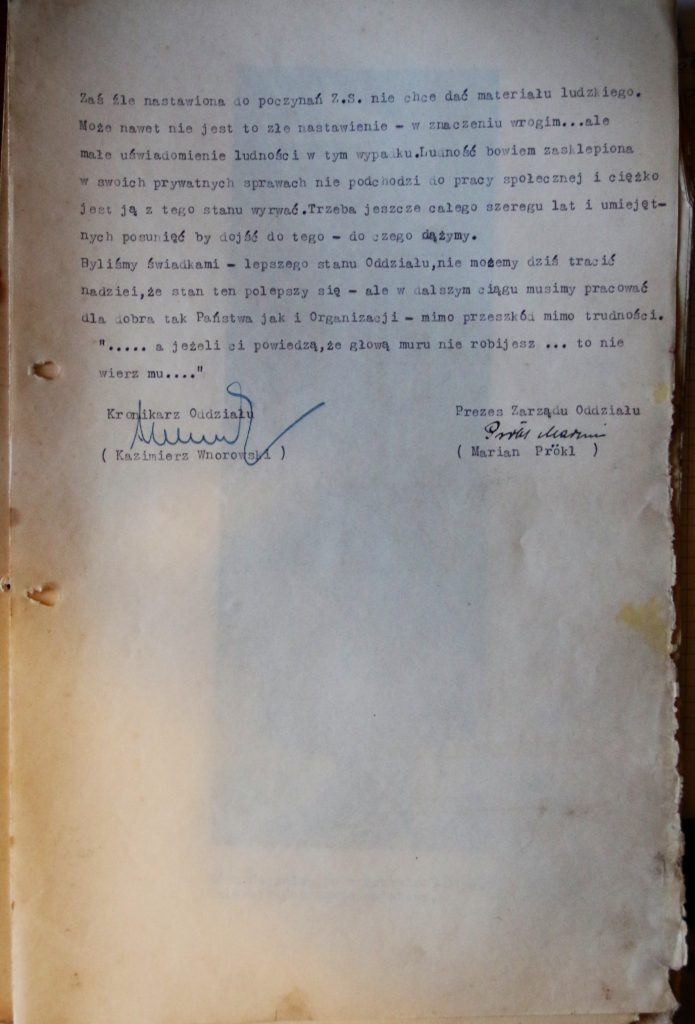 Zaś śle nastawiona do poczynań Z.S. nie chce dać materiału ludzkiego.
Może nawet nie jest to złe nastawienie - w znaczeniu wrogim...ale
małe uświadomienie ludności w tym wypadku.Ludność bowiem zasklepiona
w swoich prywatnych sprawach nie podchodzi do pracy społecznej i ciężko
jest ją z tego stanu wyrwać.Trzeba jeszcze całego szeregu lat i umiejęt-
nych posunięć by dojść do tego - do czego dążymy.
Byliśmy świadkami - lepszego stanu Oddziału,nie możemy dziś tracić
nadziei,że stan ten polepszy się - ale w dalszym ciągu musimy pracować
dla dobra tak Państwa jak i Organizacji - mimo przeszkód mimo trudności.
"..... a jeżeli ci powiedzą,że głową muru nie robijesz ... to nie
wierz mu...."
Kronikarz Oddziału
( Kazimierz Wnorowski )
Prezes Zarządu Oddziału
Prökl Marian
( Marian Prökl )